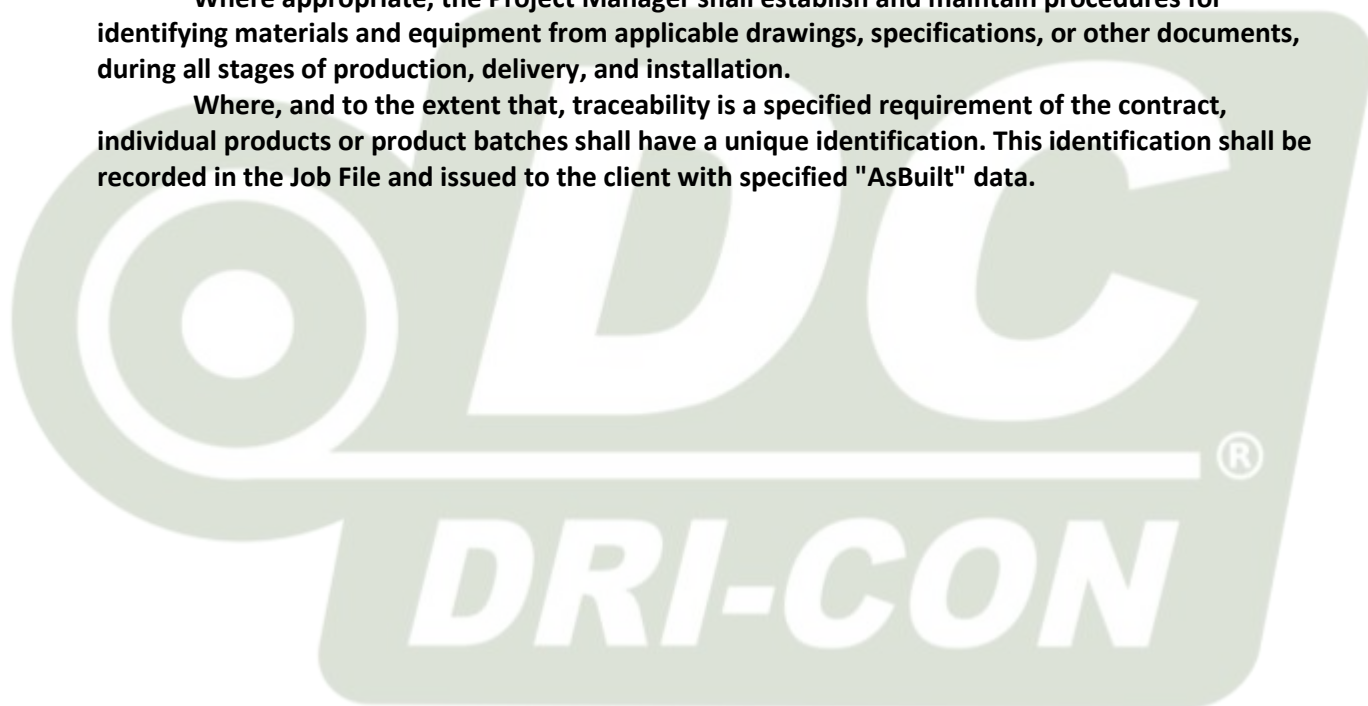 Where appropriate, the Project Manager shall establish and maintain procedures for
identifying materials and equipment from applicable drawings, specifications, or other documents,
during all stages of production, delivery, and installation.
Where, and to the extent that, traceability is a specified requirement of the contract,
individual products or product batches shall have a unique identification. This identification shall be
recorded in the Job File and issued to the client with specified "AsBuilt" data.
DC
®
DRI-CON